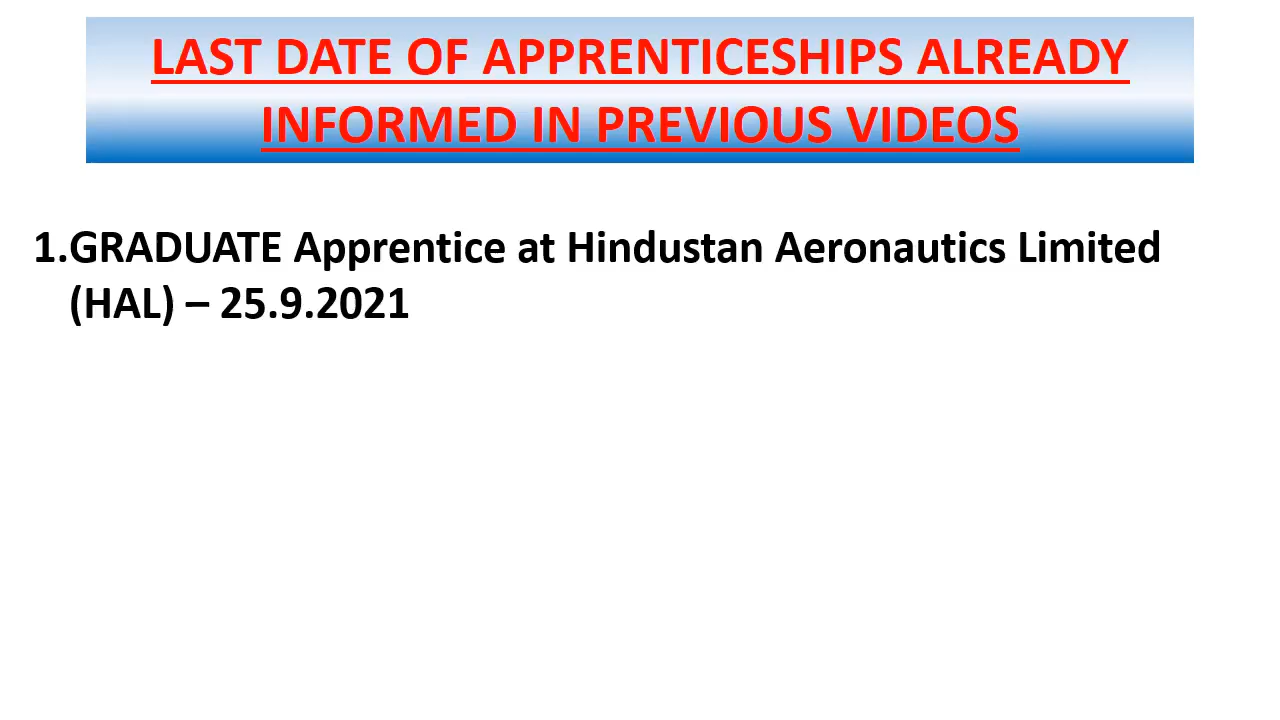 LAST DATE OF APPRENTICESHIPS ALREADY
INFORMED IN PREVIOUS VIDEOS
1.GRADUATE Apprentice at Hindustan Aeronautics Limited
(HAL) – 25.9.2021